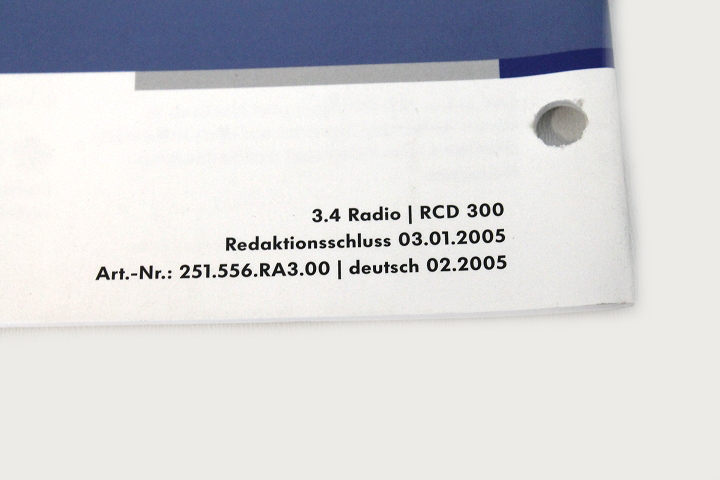 3.4 Radio | RCD 300
Redaktionsschluss 03.01.2005
Art.-Nr.: 251.556.RA3.00 | deutsch 02.2005